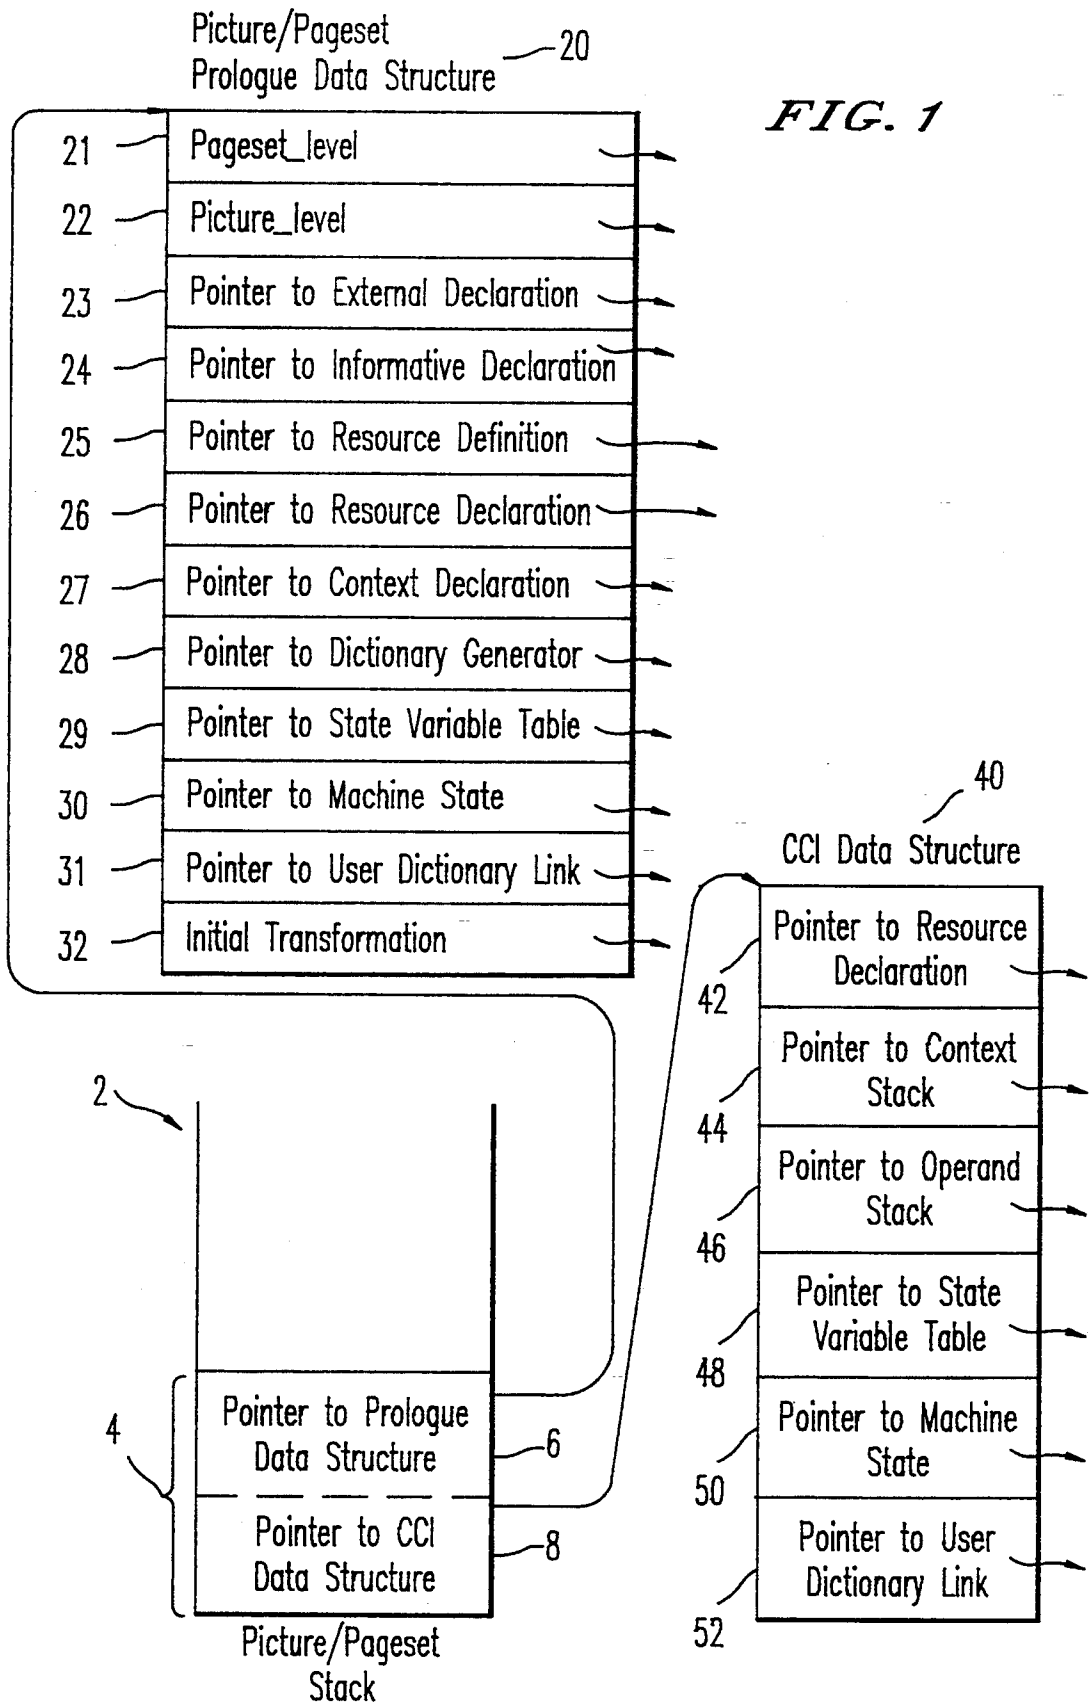 Picture/Pageset
Prologue Data Structure
20
FIG. 1
21
Pageset_level
22
Picture_level
23
Pointer to External Declaration
24
Pointer to Informative Declaration
25
Pointer to Resource Definition
26
Pointer to Resource Declaration
27
Pointer to Context Declaration
28
Pointer to Dictionary Generator
29
Pointer to State Variable Table
30
Pointer to Machine State
31
Pointer to User Dictionary Link
32
Initial Transformation
40
CCI Data Structure
Pointer to Resource
Declaration
42
Pointer to Context
Stack
44
Pointer to Operand
Stack
46
Pointer to State
Variable Table
48
Pointer to Machine
State
50
Pointer to User
Dictionary Link
52
2
4
Pointer to Prologue
Data Structure
6
Pointer to CCI
Data Structure
8
Picture/Pageset
Stack